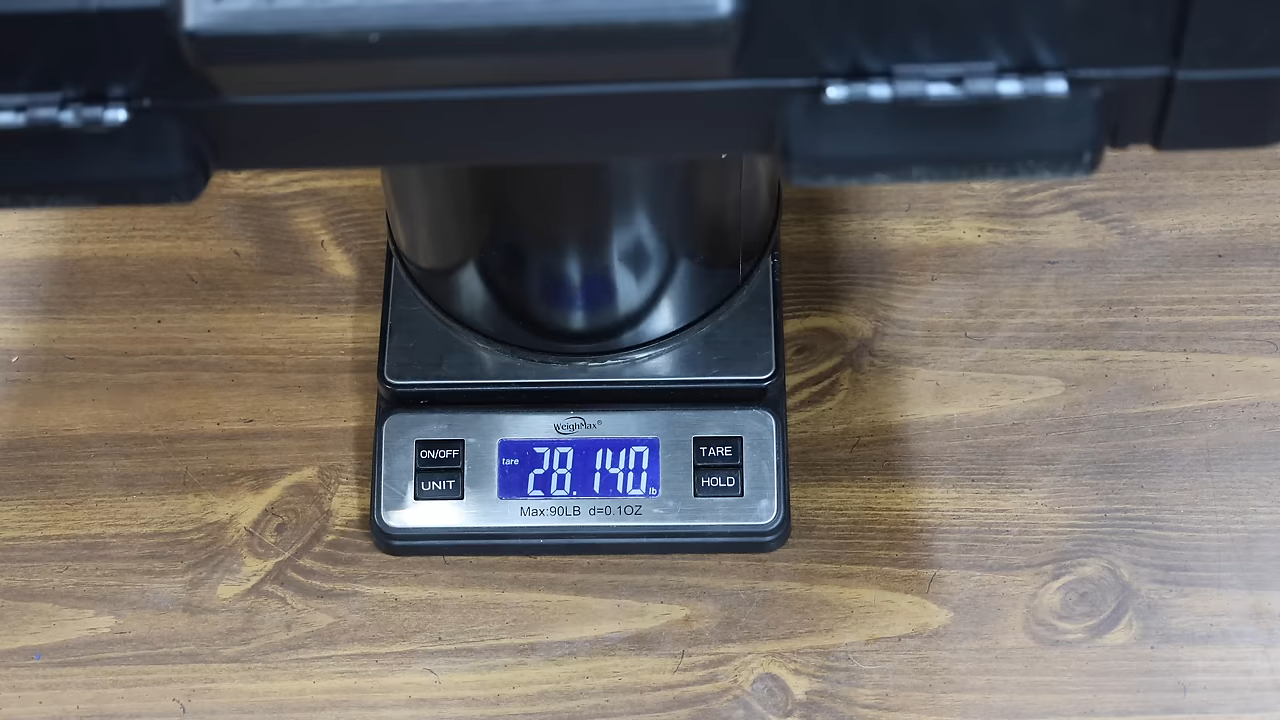 WeighMax®
ON/OFF
UNIT
tare 28.140 lb
TARE
HOLD
Max:90LB d=0.1OZ